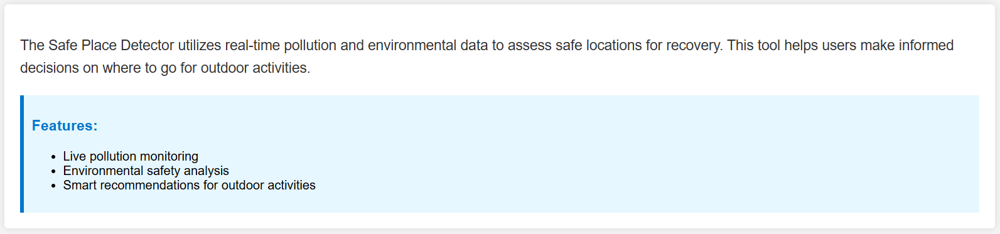 The Safe Place Detector utilizes real-time pollution and environmental data to assess safe locations for recovery. This tool helps users make informed
decisions on where to go for outdoor activities.
Features:
• Live pollution monitoring
• Environmental safety analysis
• Smart recommendations for outdoor activities